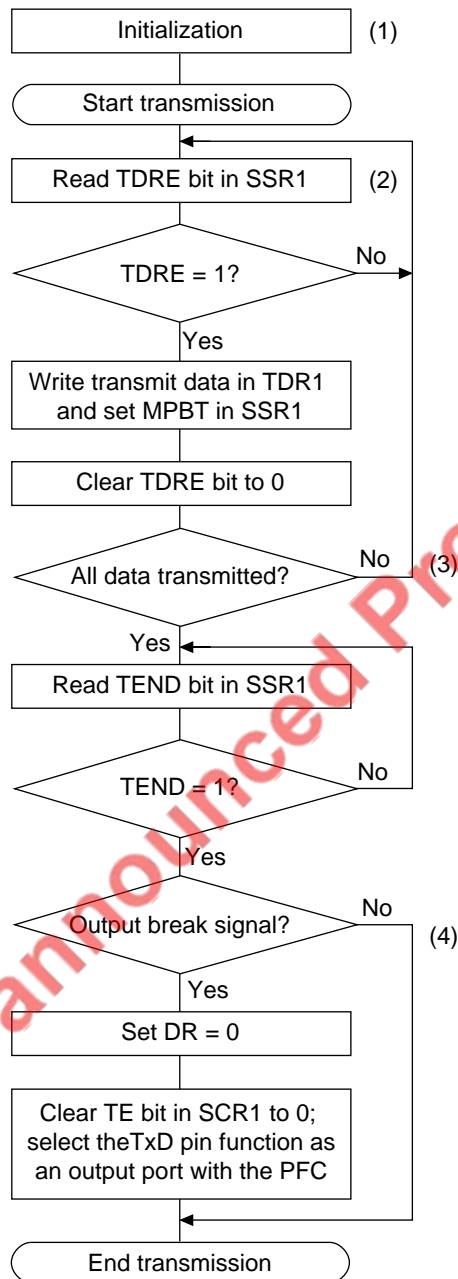 Initialization
(1)
Start transmission
Read TDRE bit in SSR1
(2)
TDRE = 1?
No
Yes
Write transmit data in TDR1
and set MPBT in SSR1
Clear TDRE bit to 0
All data transmitted?
No
(3)
Yes
Read TEND bit in SSR1
TEND = 1?
No
Yes
Output break signal?
No
(4)
Yes
Set DR = 0
Clear TE bit in SCR1 to 0;
select theTxD pin function as
an output port with the PFC
End transmission
announced Pro